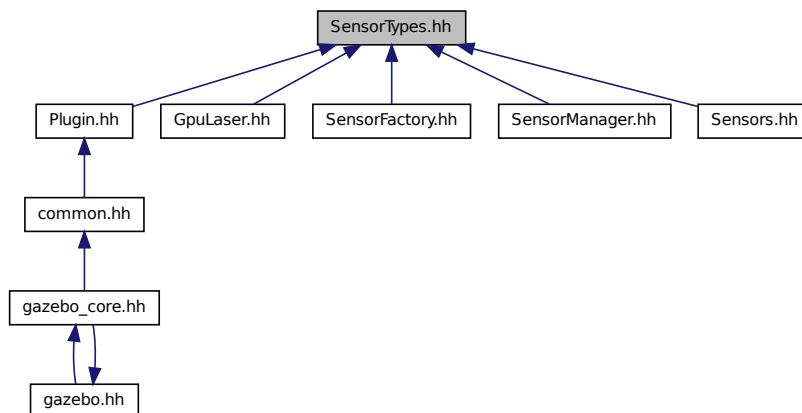 SensorTypes.hh
Plugin.hh
GpuLaser.hh
SensorFactory.hh
SensorManager.hh
Sensors.hh
common.hh
gazebo_core.hh
gazebo.hh